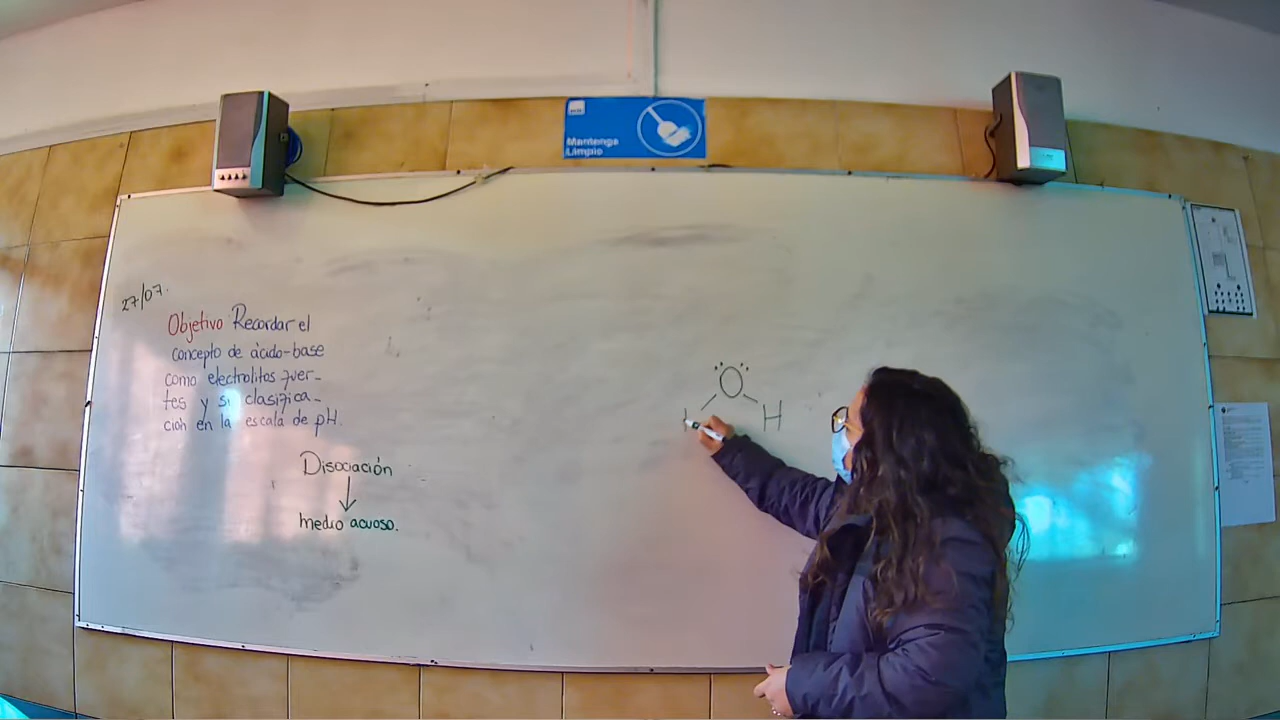 Mantenga
Limpio
27/07.
Objetivo Recordar el
concepto de ácido-base
como electrolitos fuer-
tes y su clasifica-
ción en la escala de pH.
Disociación
medio acuoso.
O
H